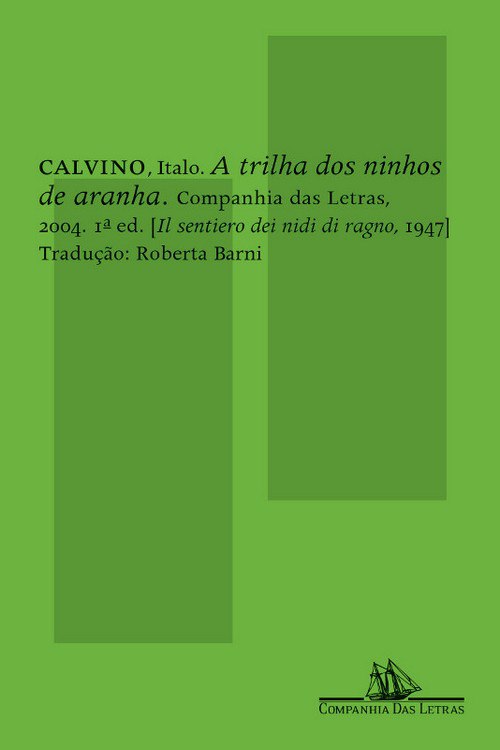 CALVINO, Italo. A trilha dos ninhos
de aranha. Companhia das Letras,
2004. 1ª ed. [Il sentiero dei nidi di ragno, 1947]
Tradução: Roberta Barni
COMPANHIA DAS LETRAS